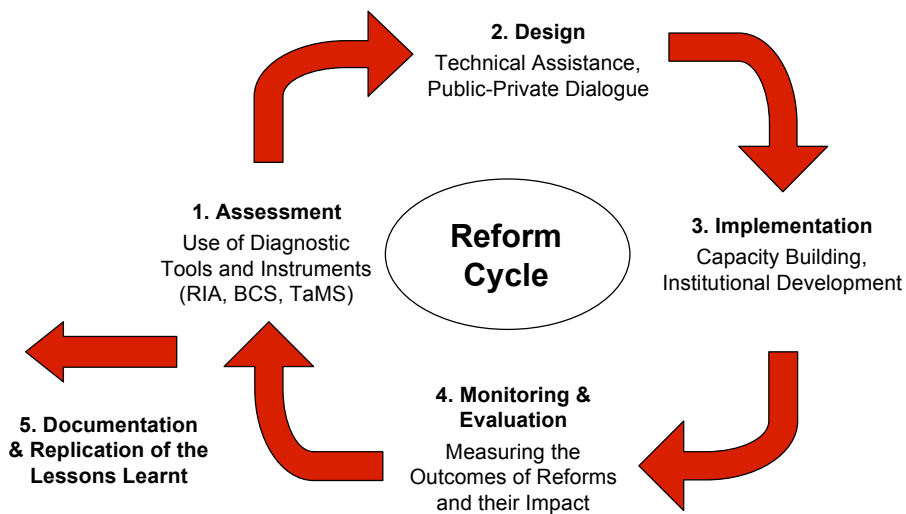 2. Design
Technical Assistance,
Public-Private Dialogue
1. Assessment
Use of Diagnostic
Tools and Instruments
(RIA, BCS, TaMS)
Reform
Cycle
3. Implementation
Capacity Building,
Institutional Development
4. Monitoring &
Evaluation
Measuring the
Outcomes of Reforms
and their Impact
5. Documentation
& Replication of the
Lessons Learnt